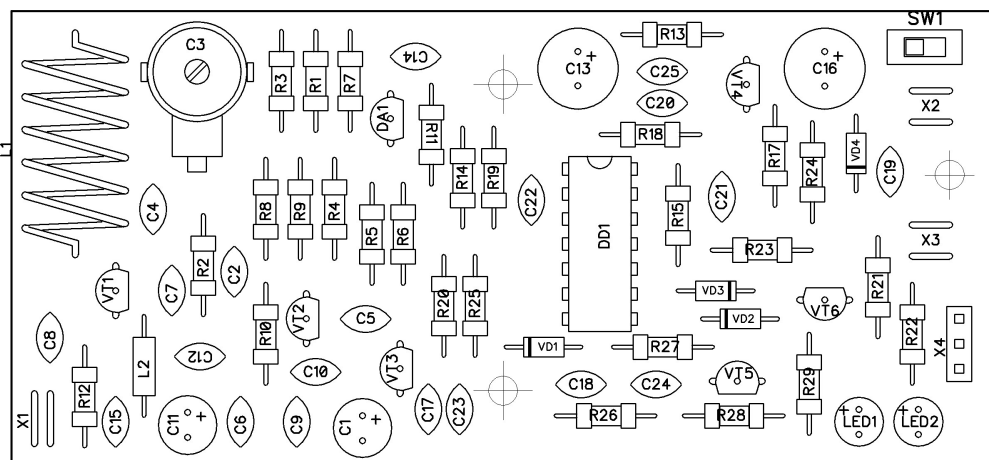 SW1
C3
C14
R13
C13
C25
C20
VT4
C16
R3
R1
R7
DA1
R11
R18
X2
L1
R14
R19
R17
R24
VD4
C19
C4
R8
R9
R4
C22
R15
C21
R5
R6
DD1
X3
R2
C2
R23
VT1
C7
R20
R25
VD3
VD2
VT6
R21
R22
C8
R10
VT2
C5
L2
C12
VD1
R27
X4
C10
VT3
VT5
R29
R12
C18
C24
X1
C15
C11
C6
C9
C1
C17
C23
R26
R28
LED1
LED2